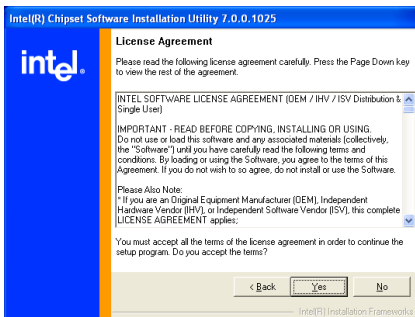 Intel(R) Chipset Software Installation Utility 7.0.0.1025
intel.
License Agreement
Please read the following license agreement carefully. Press the Page Down key
to view the rest of the agreement.
INTEL SOFTWARE LICENSE AGREEMENT (OEM / IHV / ISV Distribution &
Single User)
IMPORTANT - READ BEFORE COPYING, INSTALLING OR USING.
Do not use or load this software and any associated materials (collectively,
the "Software") until you have carefully read the following terms and
conditions. By loading or using the Software, you agree to the terms of this
Agreement. If you do not wish to so agree, do not install or use the Software.
Please Also Note:
* If you are an Original Equipment Manufacturer (OEM), Independent
Hardware Vendor (IHV), or Independent Software Vendor (ISV), this complete
LICENSE AGREEMENT applies;
You must accept all the terms of the license agreement in order to continue the
setup program. Do you accept the terms?
< Back Yes No
Intel(R) Installation Frameworks